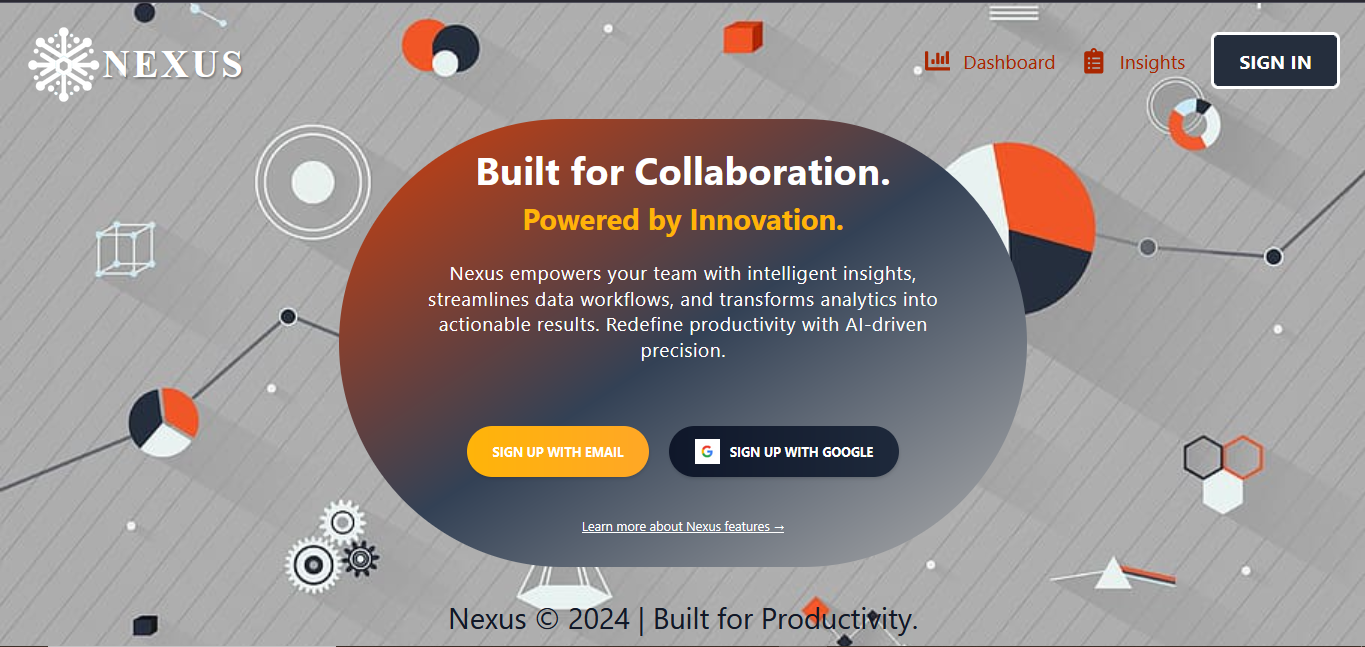 NEXUS
Dashboard
Insights
SIGN IN
Built for Collaboration.
Powered by Innovation.
Nexus empowers your team with intelligent insights,
streamlines data workflows, and transforms analytics into
actionable results. Redefine productivity with AI-driven
precision.
SIGN UP WITH EMAIL
G SIGN UP WITH GOOGLE
Learn more about Nexus features →
Nexus © 2024 | Built for Productivity.